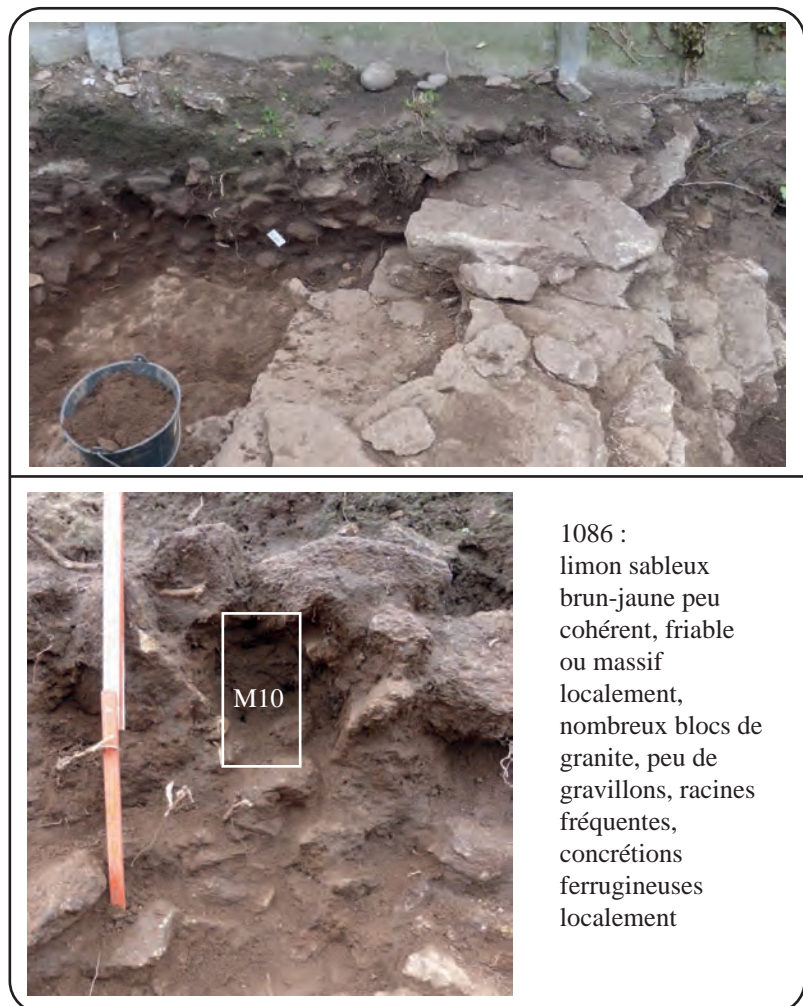 M10
1086 :
limon sableux
brun-jaune peu
cohérent, friable
ou massif
localement,
nombreux blocs de
granite, peu de
gravillons, racines
fréquentes,
concrétions
ferrugineuses
localement